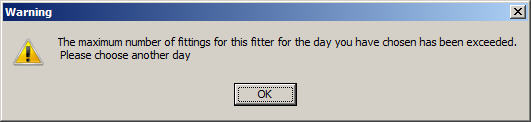 Warning
The maximum number of fittings for this fitter for the day you have chosen has been exceeded.
Please choose another day
OK